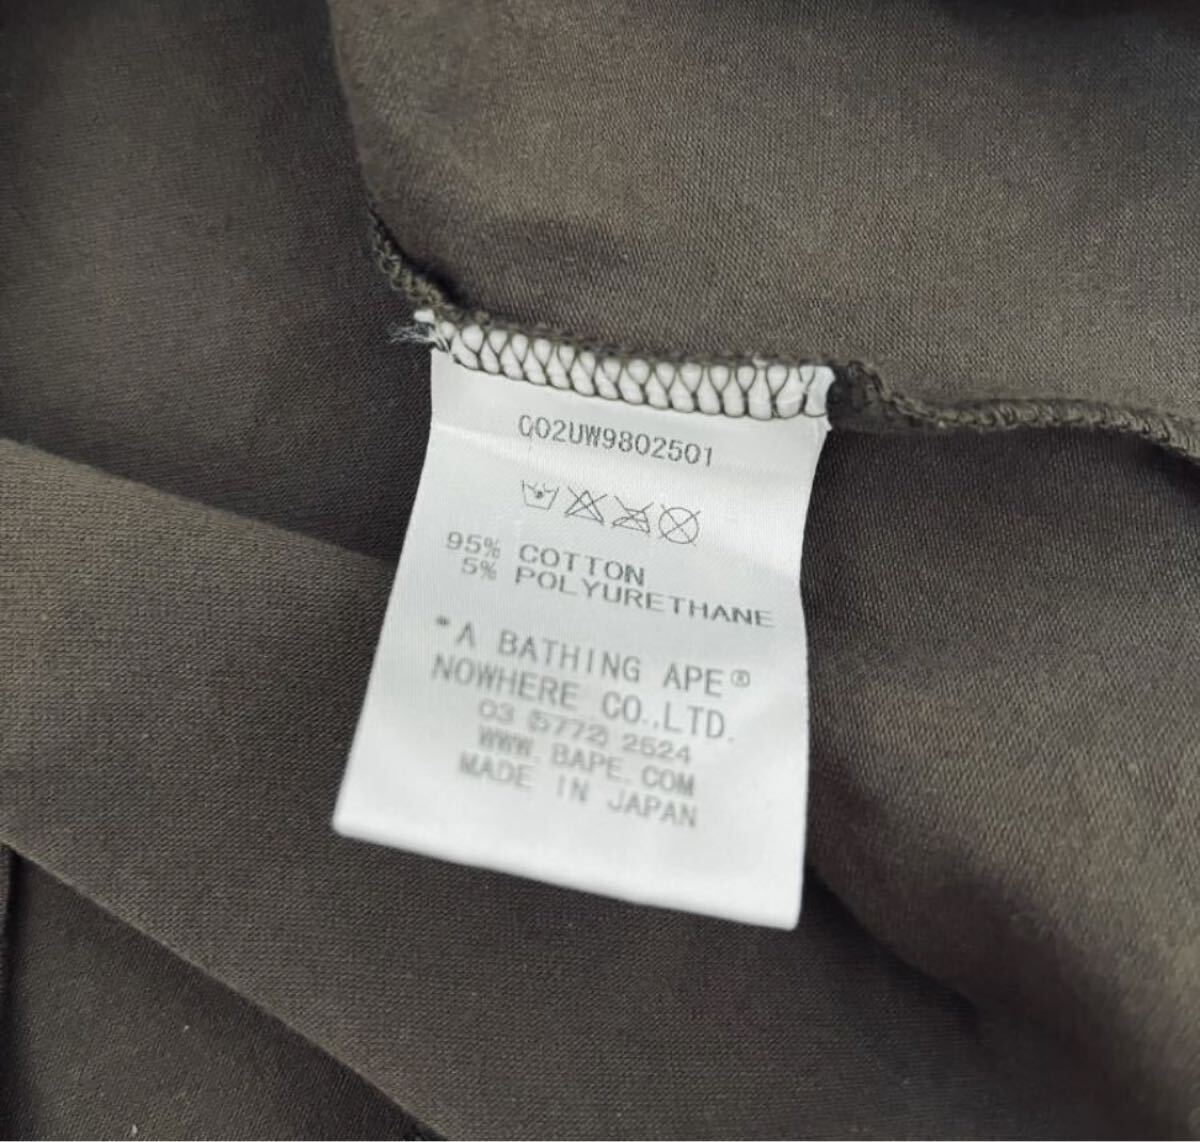 002UW9802501
95% COTTON
5% POLYURETHANE
*A BATHING APE®
NOWHERE CO.,LTD.
03 (5772) 2524
WWW.BAPE.COM
MADE IN JAPAN